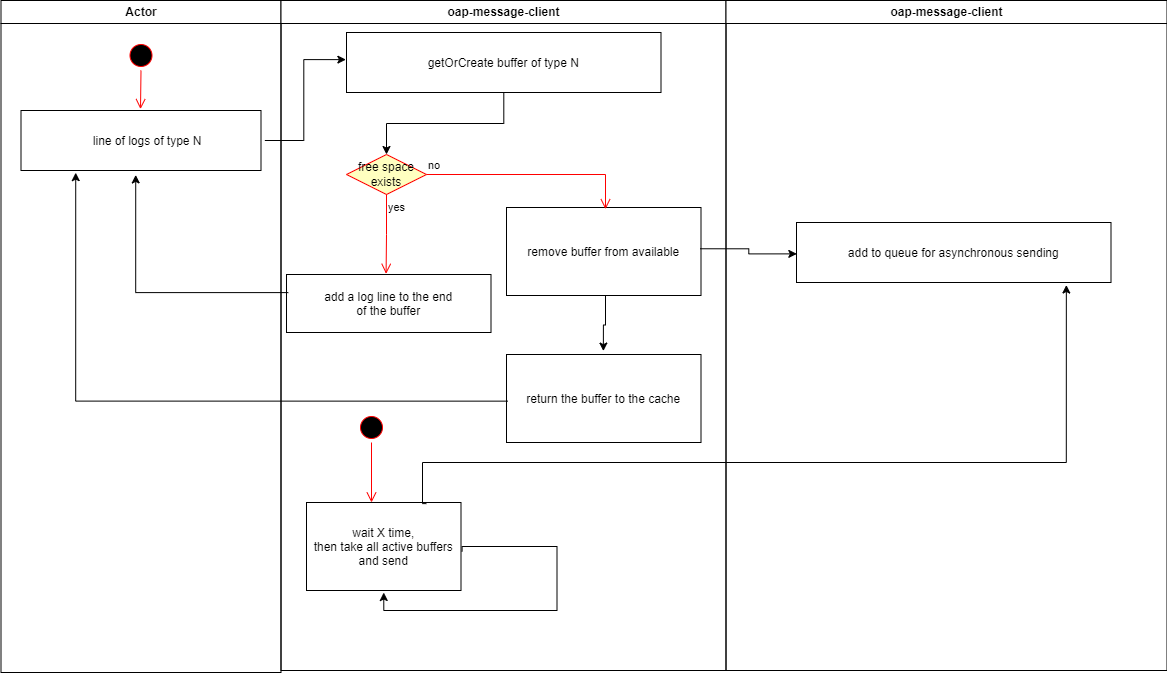 Actor
oap-message-client
oap-message-client
line of logs of type N
getOrCreate buffer of type N
free space
exists
no
yes
remove buffer from available
add to queue for asynchronous sending
add a log line to the end
of the buffer
return the buffer to the cache
wait X time,
then take all active buffers
and send